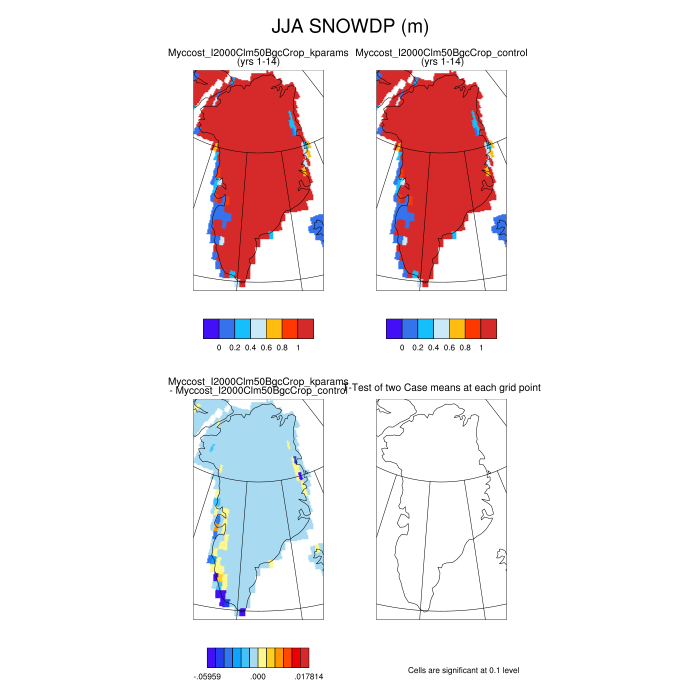 JJA SNOWDP (m)
Myccost_I2000Clm50BgcCrop_kparams
(yrs 1-14)
Myccost_I2000Clm50BgcCrop_control
(yrs 1-14)
0 0.2 0.4 0.6 0.8 1
0 0.2 0.4 0.6 0.8 1
Myccost_I2000Clm50BgcCrop_kparams
- Myccost_I2000Clm50BgcCrop_control
T-Test of two Case means at each grid point
-.05959 .000 .017814
Cells are significant at 0.1 level